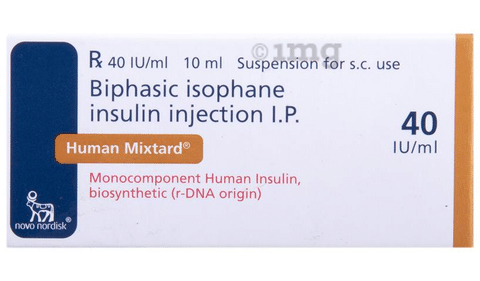 ©1mg
℞ 40 IU/ml 10 ml Suspension for s.c. use
Biphasic isophane
insulin injection I.P.
40
IU/ml
Human Mixtard®
Monocomponent Human Insulin,
biosynthetic (r-DNA origin)
novo nordisk®